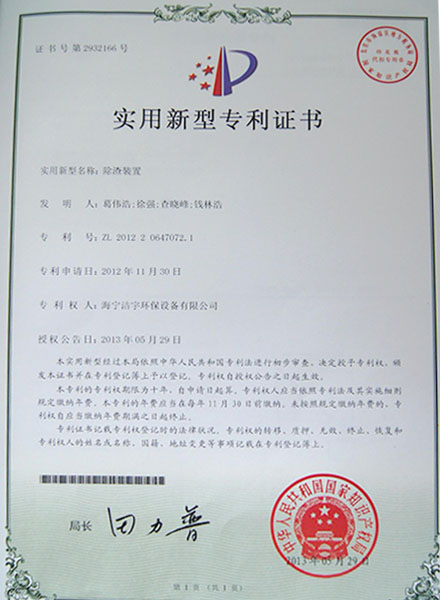 证书号第2932166号
实用新型专利证书
实用新型名称：除渣装置
发 明 人：葛伟浩;徐强;查晓峰;钱林浩
专 利 号：ZL 2012 2 0647072.1
专利申请日：2012年11月30日
专 利 权 人：海宁洁宇环保设备有限公司
授权公告日：2013年05月29日
本实用新型经过本局依照中华人民共和国专利法进行初步审查，决定授予专利权，颁
发本证书并在专利登记簿上予以登记。专利权自授权公告之日起生效。
本专利的专利权期限为十年，自申请日起算。专利权人应当依照专利法及其实施细则
规定缴纳年费。本专利的年费应当在每年11月30日前缴纳。未按照规定缴纳年费的，专利
权自应当缴纳年费期满之日起终止。
专利证书记载专利权登记时的法律状况。专利权的转移、质押、无效、终止、恢复和
专利权人的姓名或名称、国籍、地址变更等事项记载在专利登记簿上。
局长
田力普
中华人民共和国国家知识产权局
2013年05月29日
第1页（共1页）